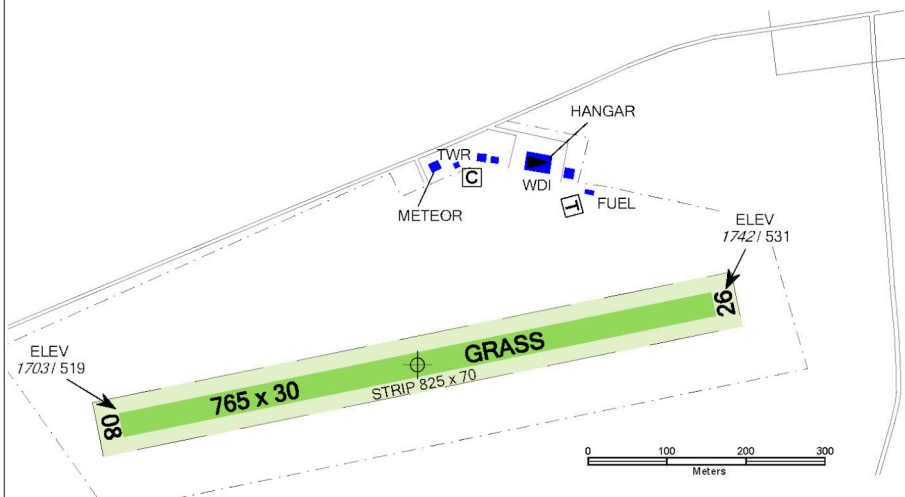 HANGAR
TWR
C
WDI
METEOR
T
FUEL
ELEV
1742 / 531
26
GRASS
ELEV
1703 / 519
765 x 30
STRIP 825 x 70
08
0 100 200 300
Meters